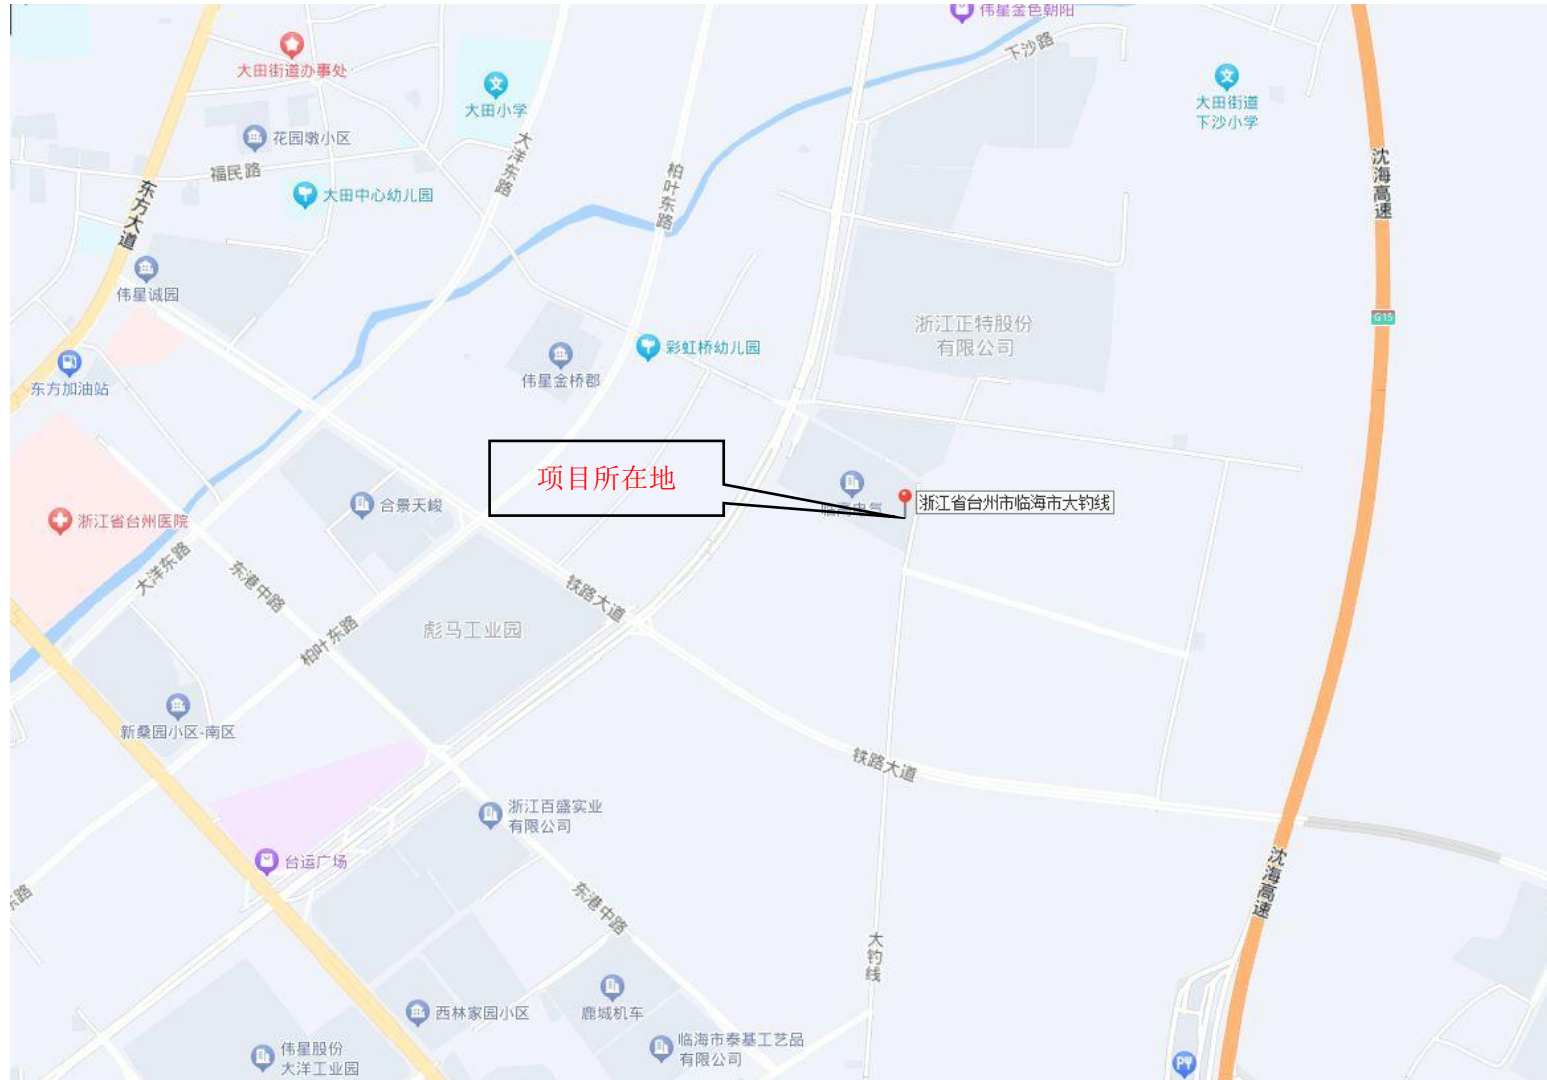 伟星金色朝阳
下沙路
大田街道办事处
大田小学
大田街道
下沙小学
花园墩小区
福民路
大洋东路
柏叶东路
沈海高速
大田中心幼儿园
东方大道
伟星诚园
浙江正特股份
有限公司
G15
彩虹桥幼儿园
东方加油站
伟星金桥郡
项目所在地
合景天峻
浙江省台州市临海市大钓线
浙江省台州医院
大洋东路
东港中路
铁路大道
彪马工业园
柏叶东路
新桑园小区-南区
铁路大道
浙江百盛实业
有限公司
台运广场
沈海高速
东路
东港中路
大钓线
西林家园小区
鹿城机车
临海市泰基工艺品
有限公司
伟星股份
大洋工业园
P